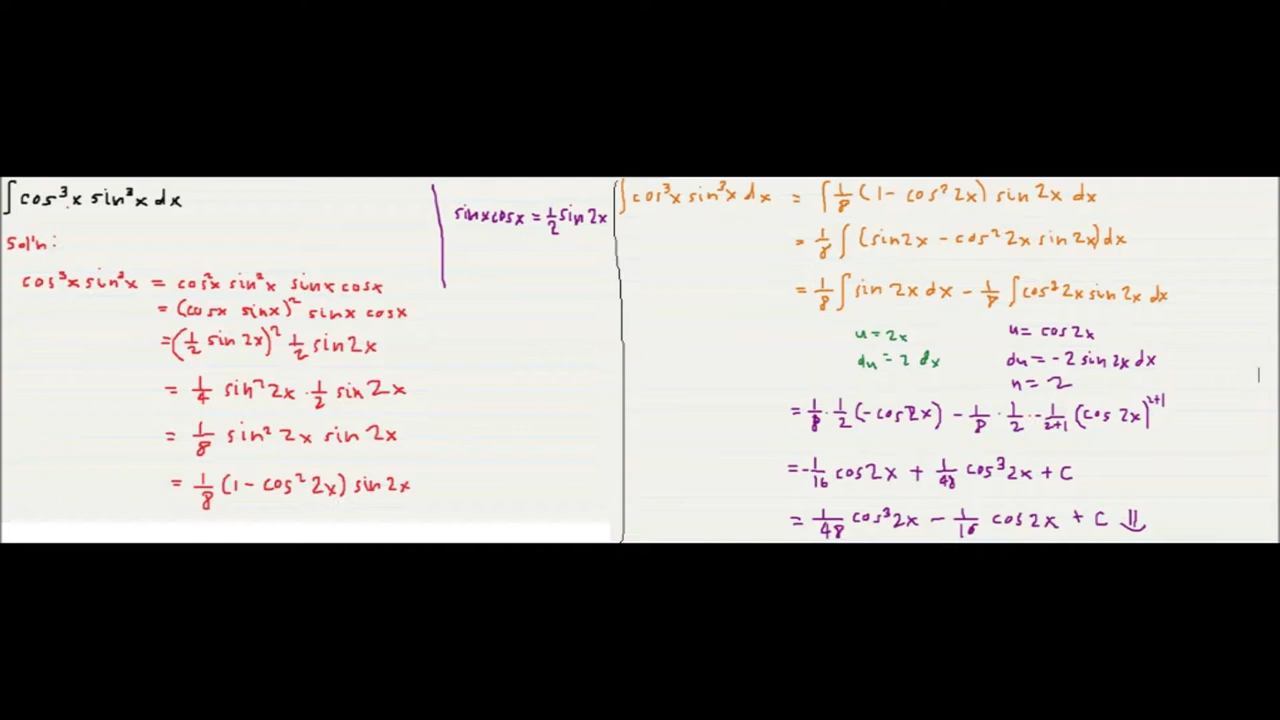 ∫ cos³x sin³x dx
Sol'n:
cos³x sin³x = cos²x sin²x sinx cosx
= (cosx sinx)² sinx cosx
= (1/2 sin 2x)² 1/2 sin 2x
= 1/4 sin² 2x · 1/2 sin 2x
= 1/8 sin² 2x sin 2x
= 1/8 (1 - cos² 2x) sin 2x
sinxcosx = 1/2 sin 2x
∫ cos³x sin³x dx = ∫ 1/8 (1 - cos² 2x) sin 2x dx
= 1/8 ∫ (sin2x - cos² 2x sin 2x) dx
= 1/8 ∫ sin 2x dx - 1/8 ∫ cos² 2x sin 2x dx
u = 2x u = cos 2x
du = 2 dx du = -2 sin 2x dx
n = 2
= 1/8 · 1/2 (-cos 2x) - 1/8 · 1/2 · - 1/2+1 (cos 2x)²⁺¹
= -1/16 cos 2x + 1/48 cos³ 2x + C
= 1/48 cos³ 2x - 1/16 cos 2x + C